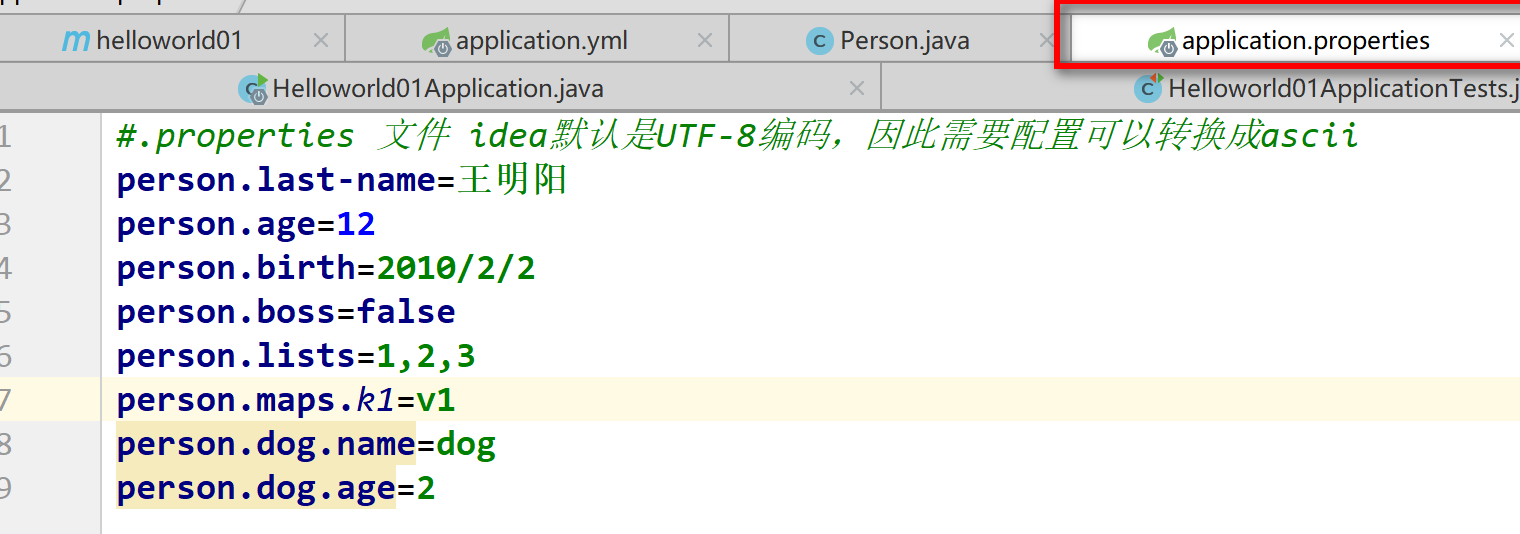 helloworld01
application.yml
Person.java
application.properties
Helloworld01Application.java
Helloworld01ApplicationTests.j
1 #.properties 文件 idea默认是UTF-8编码，因此需要配置可以转换成ascii
2 person.last-name=王明阳
3 person.age=12
4 person.birth=2010/2/2
5 person.boss=false
6 person.lists=1,2,3
7 person.maps.k1=v1
8 person.dog.name=dog
9 person.dog.age=2